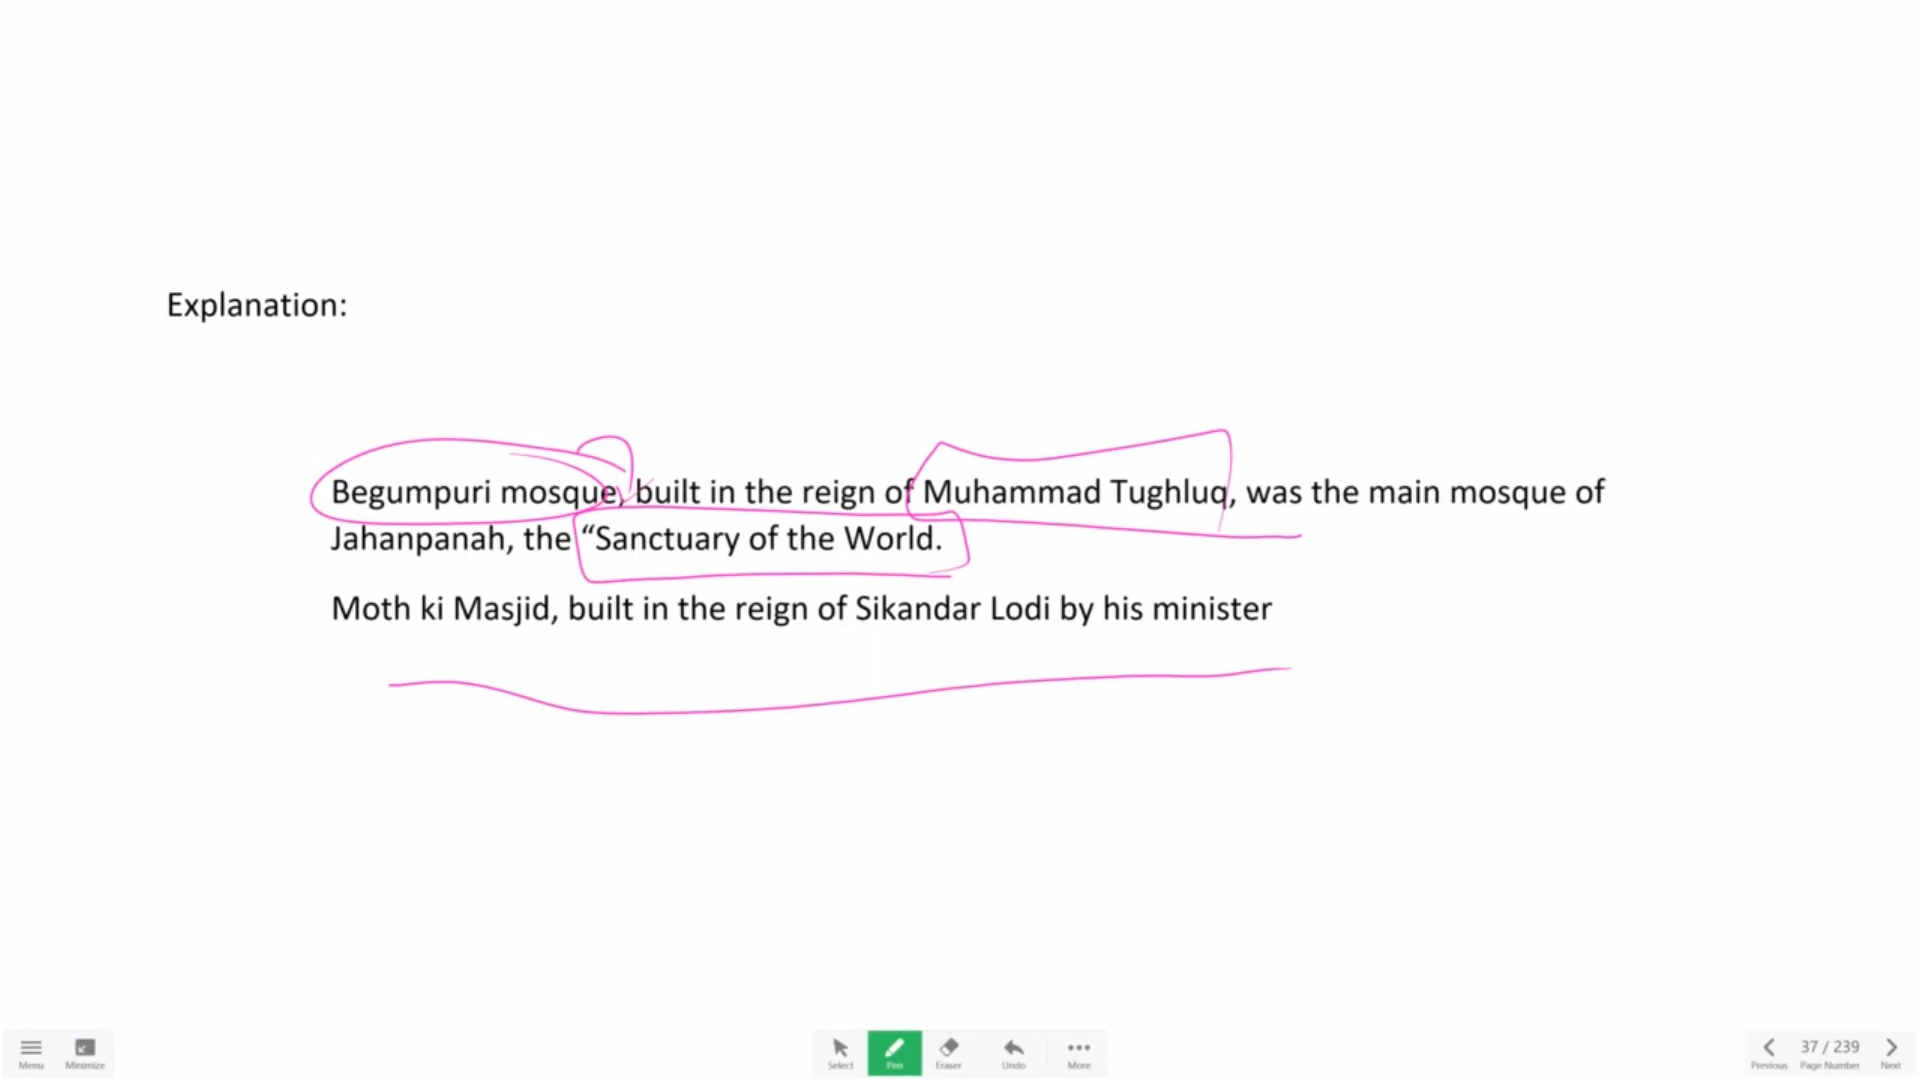 Explanation:
Begumpuri mosque, built in the reign of Muhammad Tughluq, was the main mosque of
Jahanpanah, the “Sanctuary of the World.
Moth ki Masjid, built in the reign of Sikandar Lodi by his minister
Menu
Minimize
Select
Pen
Eraser
Undo
More
Previous
37 / 239
Page Number
Next